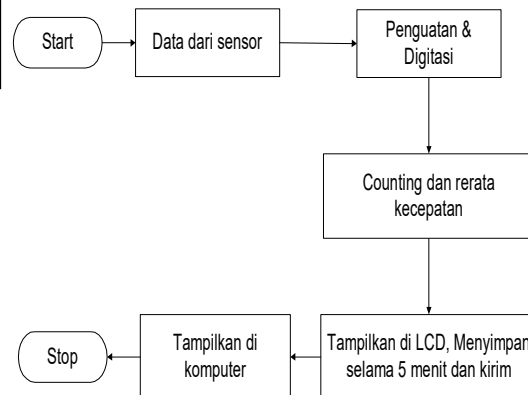 Start
Data dari sensor
Penguatan &
Digitasi
Counting dan rerata
kecepatan
Tampilkan di LCD, Menyimpan
selama 5 menit dan kirim
Tampilkan di
komputer
Stop